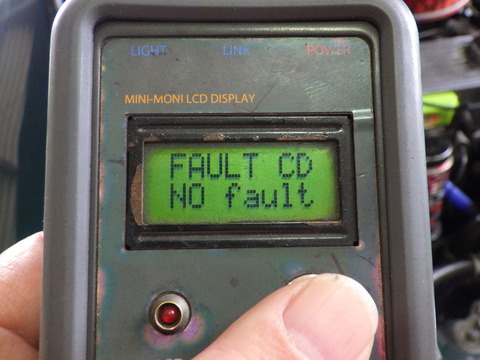 LIGHT LINK POWER
MINI-MONI LCD DISPLAY
FAULT CD
NO fault